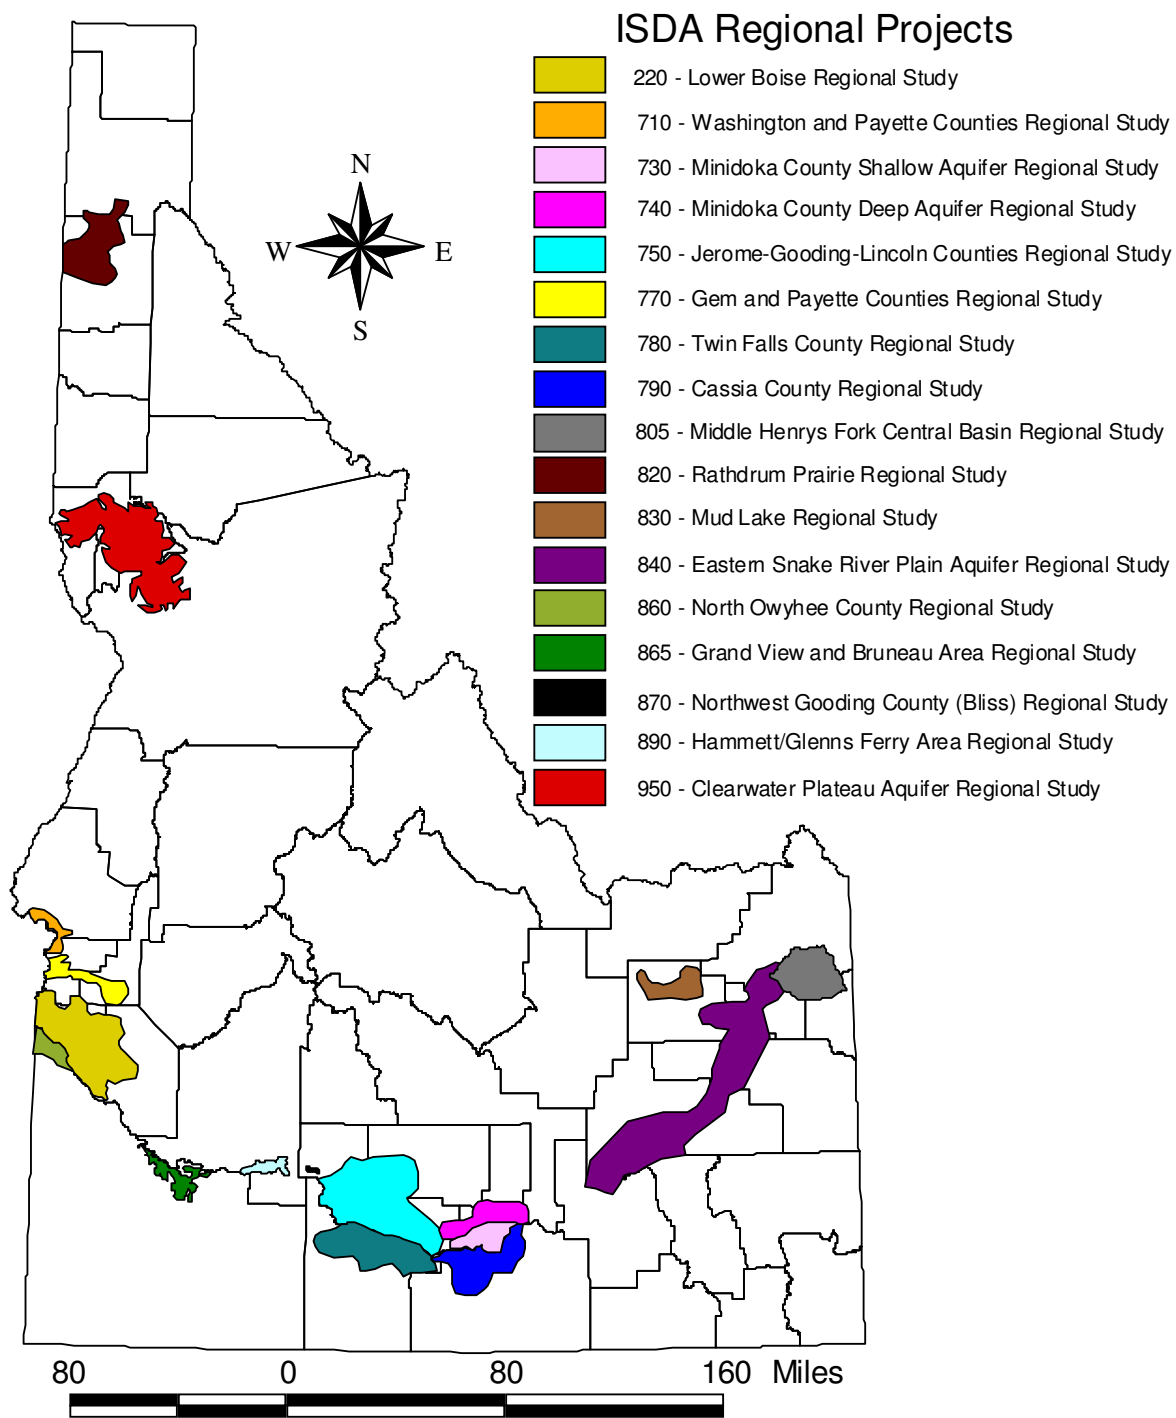 ISDA Regional Projects
220 - Lower Boise Regional Study
710 - Washington and Payette Counties Regional Study
730 - Minidoka County Shallow Aquifer Regional Study
740 - Minidoka County Deep Aquifer Regional Study
750 - Jerome-Gooding-Lincoln Counties Regional Study
770 - Gem and Payette Counties Regional Study
780 - Twin Falls County Regional Study
790 - Cassia County Regional Study
805 - Middle Henrys Fork Central Basin Regional Study
820 - Rathdrum Prairie Regional Study
830 - Mud Lake Regional Study
840 - Eastern Snake River Plain Aquifer Regional Study
860 - North Owyhee County Regional Study
865 - Grand View and Bruneau Area Regional Study
870 - Northwest Gooding County (Bliss) Regional Study
890 - Hammett/Glenns Ferry Area Regional Study
950 - Clearwater Plateau Aquifer Regional Study
N
W E
S
80 0 80 160 Miles